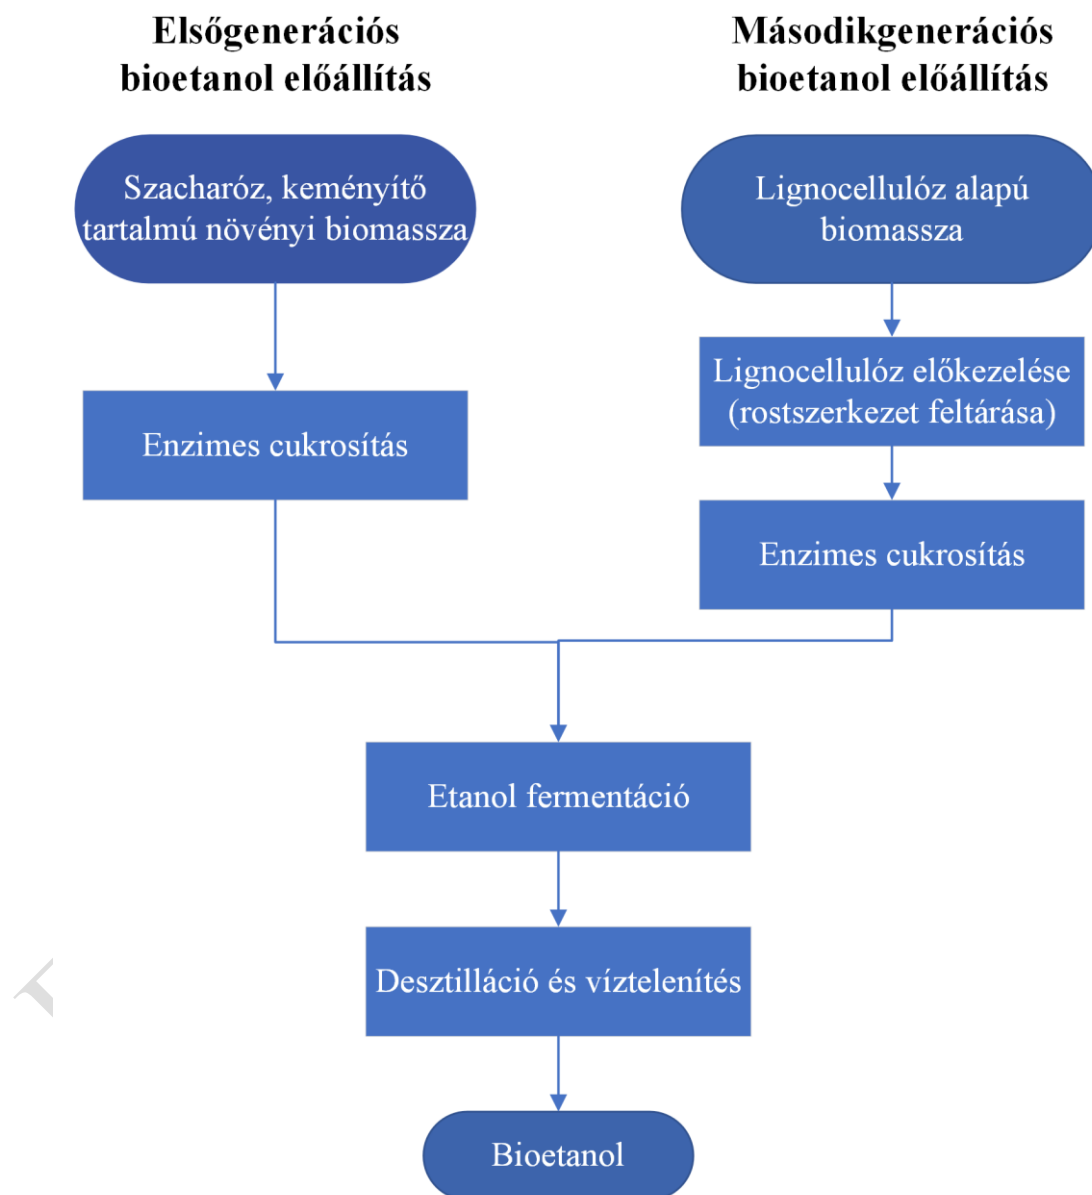 Elsőgenerációs
bioetanol előállítás
Másodikgenerációs
bioetanol előállítás
Szacharóz, keményítő
tartalmú növényi biomassza
Lignocellulóz alapú
biomassza
Lignocellulóz előkezelése
(rostszerkezet feltárása)
Enzimes cukrosítás
Enzimes cukrosítás
Etanol fermentáció
Desztilláció és víztelenítés
Bioetanol